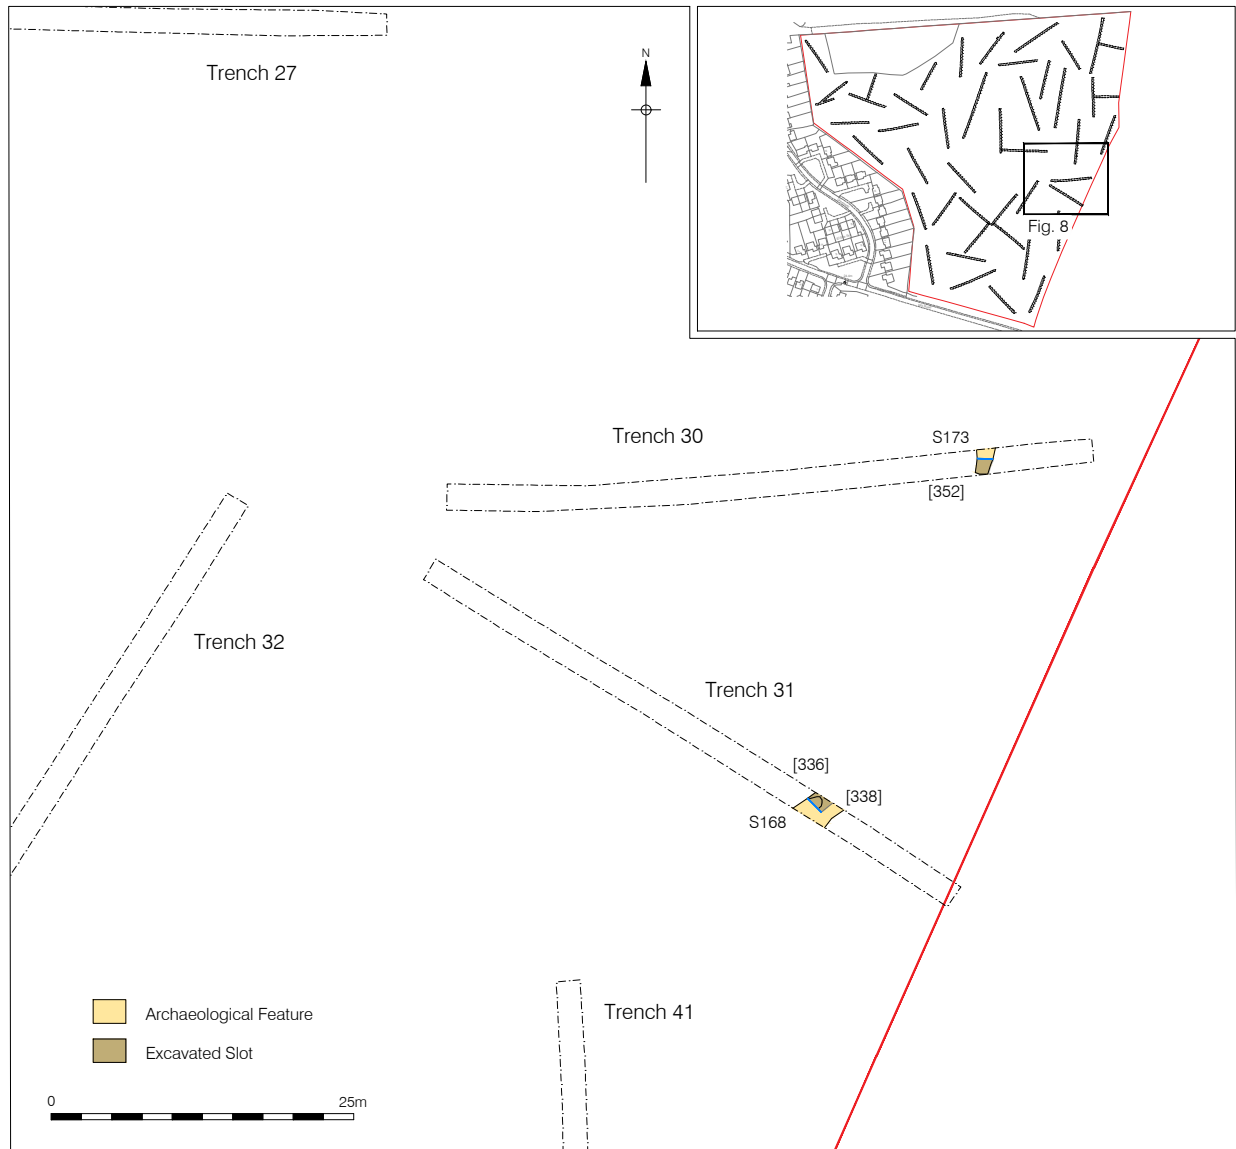 Trench 27
N
Fig. 8
Trench 30
S173
[352]
Trench 32
Trench 31
[336]
[338]
S168
Trench 41
Archaeological Feature
Excavated Slot
0
25m